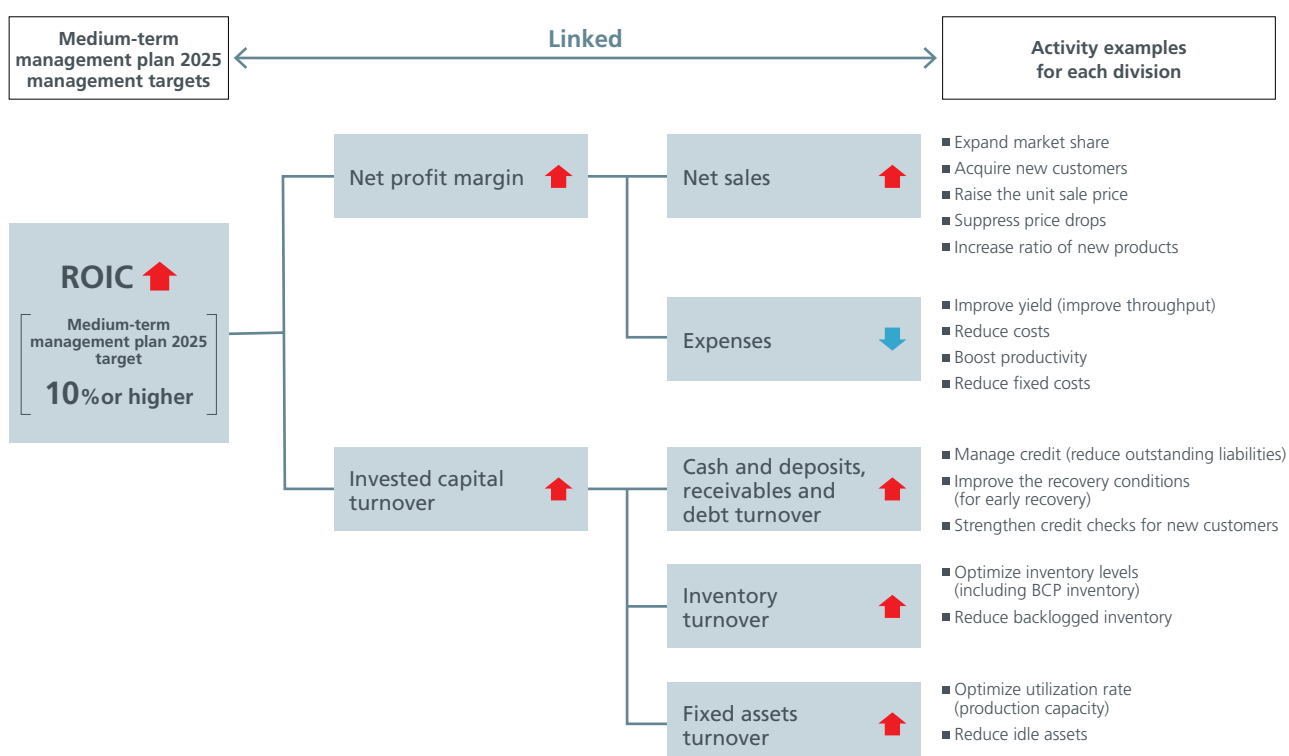 Medium-term
management plan 2025
management targets
Linked
Activity examples
for each division
ROIC
Medium-term
management plan 2025
target
10%or higher
Net profit margin
Net sales
■ Expand market share
■ Acquire new customers
■ Raise the unit sale price
■ Suppress price drops
■ Increase ratio of new products
Expenses
■ Improve yield (improve throughput)
■ Reduce costs
■ Boost productivity
■ Reduce fixed costs
Invested capital
turnover
Cash and deposits,
receivables and
debt turnover
■ Manage credit (reduce outstanding liabilities)
■ Improve the recovery conditions
(for early recovery)
■ Strengthen credit checks for new customers
Inventory
turnover
■ Optimize inventory levels
(including BCP inventory)
■ Reduce backlogged inventory
Fixed assets
turnover
■ Optimize utilization rate
(production capacity)
■ Reduce idle assets